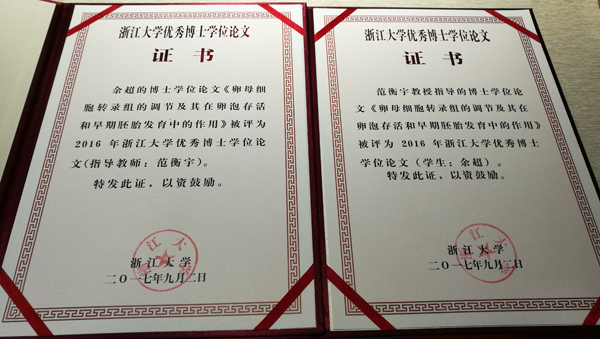 浙江大学优秀博士学位论文
证书
余超的博士学位论文《卵母细
胞转录组的调节及其在卵泡存活
和早期胚胎发育中的作用》被评为
2016年浙江大学优秀博士学位论
文(指导教师：范衡宇)。
特发此证，以资鼓励。
浙江大学
二〇一七年九月二日
浙江大学优秀博士学位论文
证书
范衡宇教授指导的博士学位论
文《卵母细胞转录组的调节及其在
卵泡存活和早期胚胎发育中的作用》
被评为2016年浙江大学优秀博士
学位论文（学生：余超）。
特发此证，以资鼓励。
浙江大学
二〇一七年九月二日